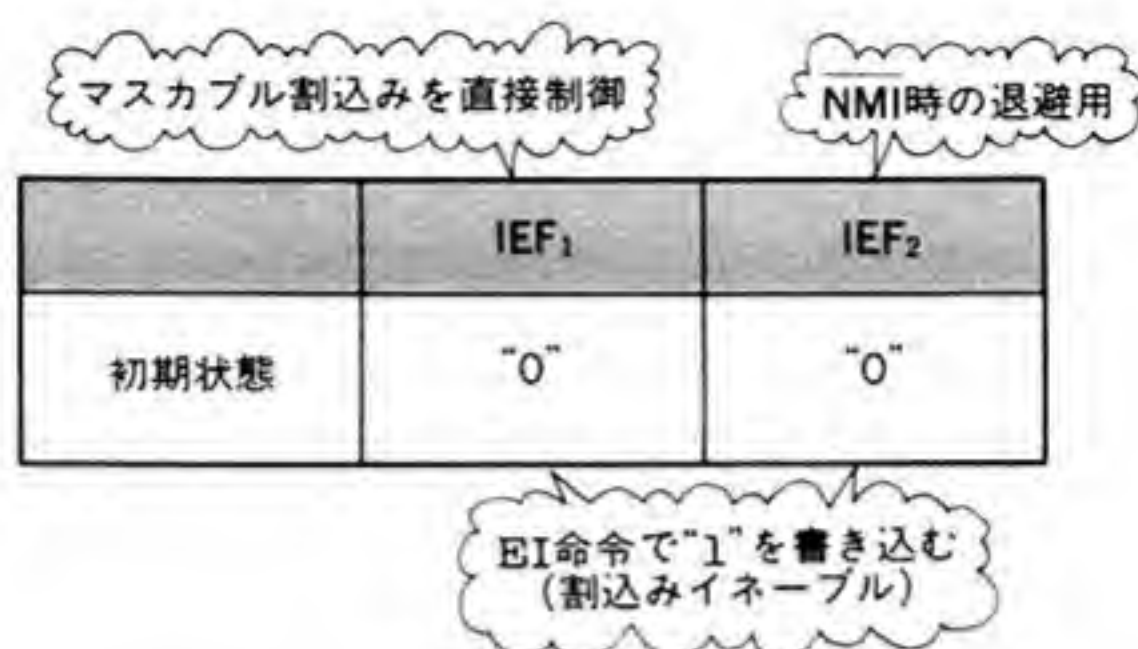 マスカブル割込みを直接制御
NMI時の退避用
IEF₁
IEF₂
初期状態
"0"
"0"
EI命令で"1"を書き込む
(割込みイネーブル)